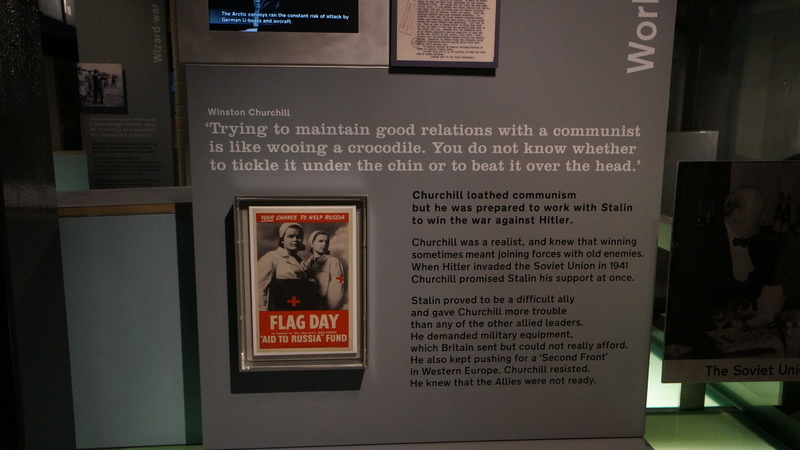 The Arctic convoys ran the constant risk of attack by
German U-boats and aircraft.
Wizard war
Worl
Winston Churchill
‘Trying to maintain good relations with a communist
is like wooing a crocodile. You do not know whether
to tickle it under the chin or to beat it over the head.’
YOUR CHANCE TO HELP RUSSIA
FLAG DAY
"AID TO RUSSIA" FUND
Churchill loathed communism
but he was prepared to work with Stalin
to win the war against Hitler.
Churchill was a realist, and knew that winning
sometimes meant joining forces with old enemies.
When Hitler invaded the Soviet Union in 1941
Churchill promised Stalin his support at once.
Stalin proved to be a difficult ally
and gave Churchill more trouble
than any of the other allied leaders.
He demanded military equipment,
which Britain sent but could not really afford.
He also kept pushing for a ‘Second Front’
in Western Europe. Churchill resisted.
He knew that the Allies were not ready.
The Soviet Uni